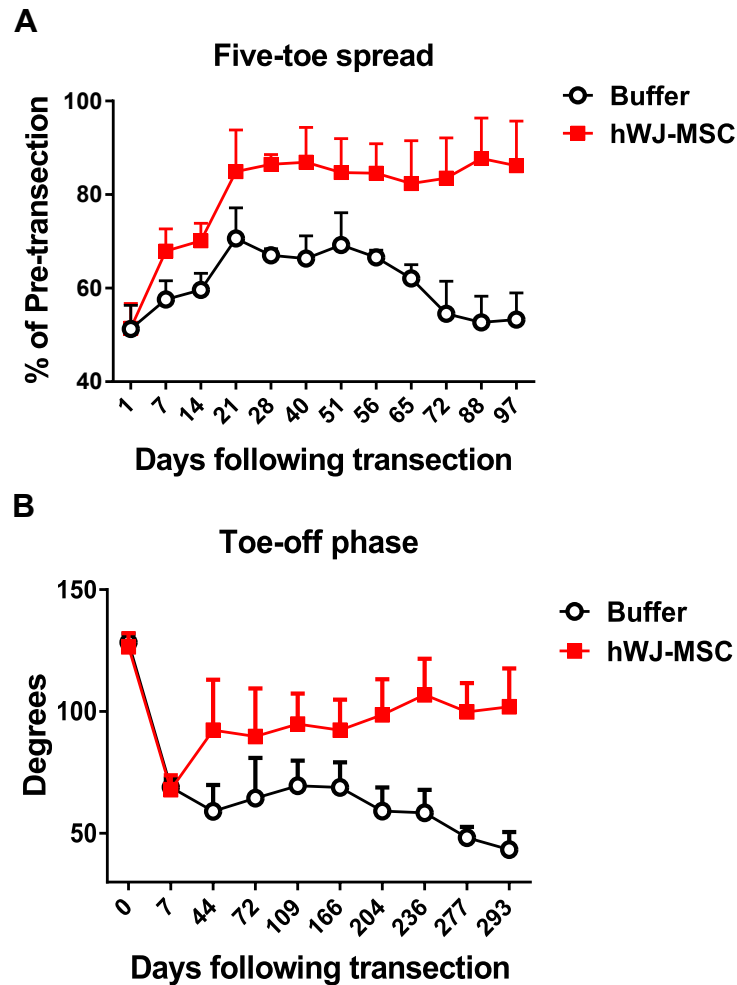 A
Five-toe spread
Buffer
hWJ-MSC
% of Pre-transection
100
80
60
40
1 7 14 21 28 40 51 56 65 72 88 97
Days following transection
B
Toe-off phase
Buffer
hWJ-MSC
Degrees
150
100
50
0 7 44 72 109 166 204 236 277 293
Days following transection